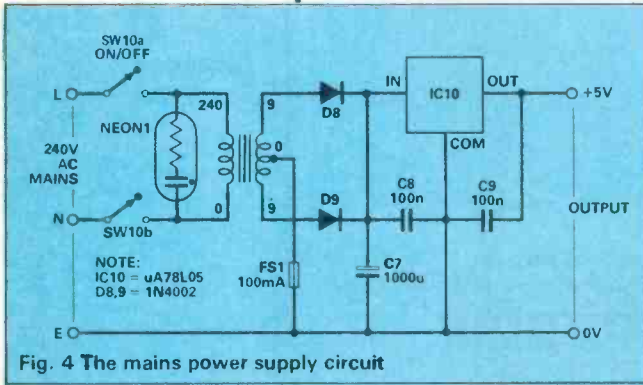 SW10a
ON/OFF
L
240
9
D8
IN
IC10
OUT
+5V
NEON1
0
COM
240V
AC
MAINS
C8
100n
C9
100n
OUTPUT
N
0
9
D9
SW10b
NOTE:
IC10 = uA78L05
D8,9 = 1N4002
FS1
100mA
C7
1000u
E
0V
Fig. 4 The mains power supply circuit